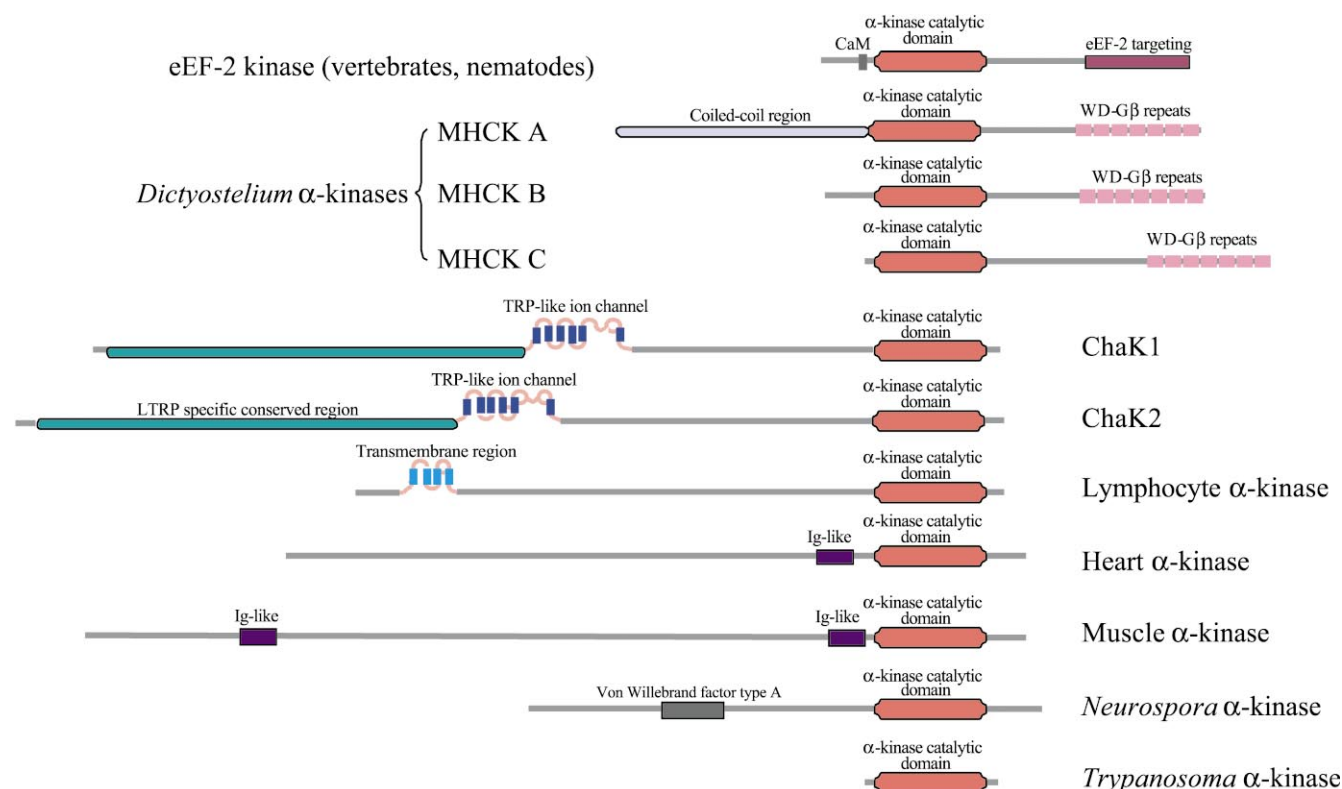 α-kinase catalytic
domain
CaM
eEF-2 targeting
eEF-2 kinase (vertebrates, nematodes)
α-kinase catalytic
domain
Coiled-coil region
WD-Gβ repeats
MHCK A
α-kinase catalytic
domain
WD-Gβ repeats
Dictyostelium α-kinases
MHCK B
α-kinase catalytic
domain
WD-Gβ repeats
MHCK C
TRP-like ion channel
α-kinase catalytic
domain
ChaK1
TRP-like ion channel
α-kinase catalytic
domain
LTRP specific conserved region
ChaK2
Transmembrane region
α-kinase catalytic
domain
Lymphocyte α-kinase
α-kinase catalytic
domain
Ig-like
Heart α-kinase
α-kinase catalytic
domain
Ig-like
Ig-like
Muscle α-kinase
α-kinase catalytic
domain
Von Willebrand factor type A
Neurospora α-kinase
α-kinase catalytic
domain
Trypanosoma α-kinase